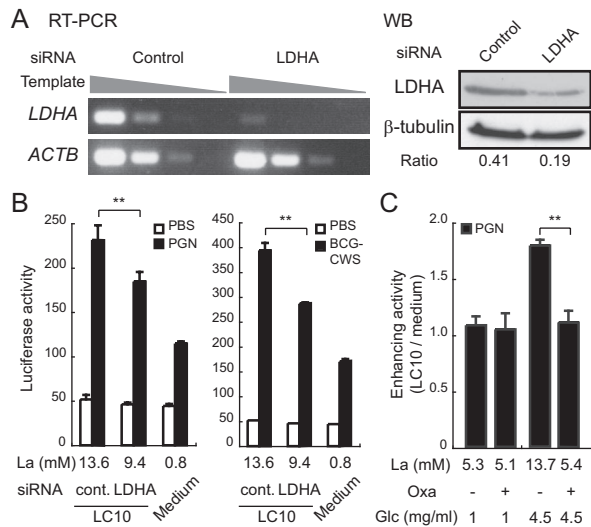 A RT-PCR
siRNA Control LDHA
Template
LDHA
ACTB
WB
siRNA Control LDHA
LDHA
β-tubulin
Ratio 0.41 0.19
B
Luciferase activity
250
200
150
100
50
0
**
PBS
PGN
La (mM) 13.6 9.4 0.8
siRNA cont. LDHA Medium
LC10
400
350
300
250
200
150
100
50
0
**
PBS
BCG-
CWS
13.6 9.4 0.8
cont. LDHA Medium
LC10
C
Enhancing activity
(LC10 / medium)
2.0
1.5
1.0
0.5
0
PGN
**
La (mM) 5.3 5.1 13.7 5.4
Oxa - + - +
Glc (mg/ml) 1 1 4.5 4.5